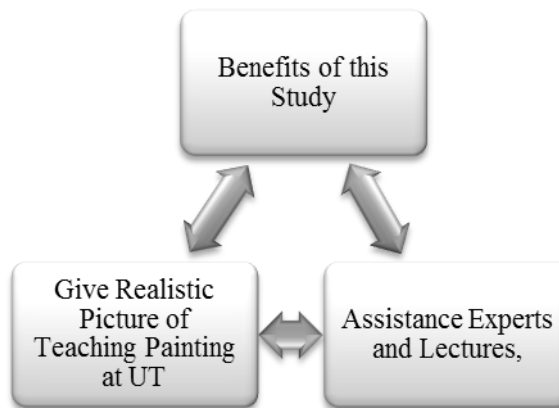 Benefits of this
Study
Give Realistic
Picture of
Teaching Painting
at UT
Assistance Experts
and Lectures,